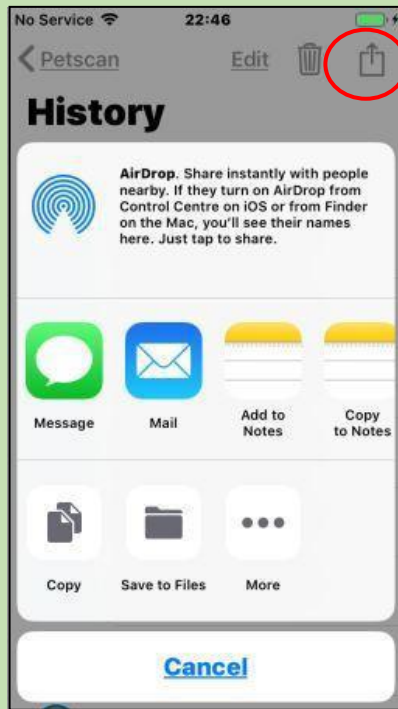 No Service 22:46
Petscan Edit
History
AirDrop. Share instantly with people
nearby. If they turn on AirDrop from
Control Centre on iOS or from Finder
on the Mac, you'll see their names
here. Just tap to share.
Message Mail Add to Notes Copy to Notes
Copy Save to Files More
Cancel